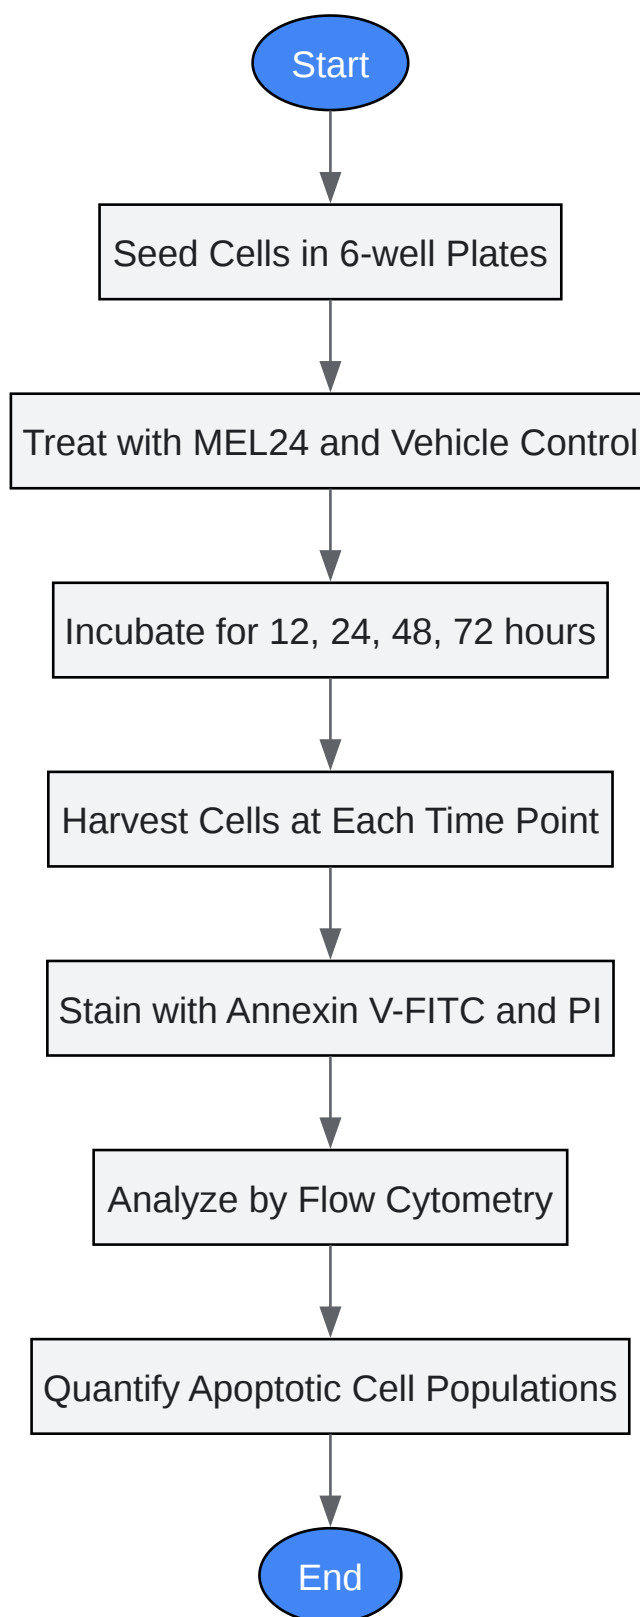 Start
Seed Cells in 6-well Plates
Treat with MEL24 and Vehicle Control
Incubate for 12, 24, 48, 72 hours
Harvest Cells at Each Time Point
Stain with Annexin V-FITC and PI
Analyze by Flow Cytometry
Quantify Apoptotic Cell Populations
End